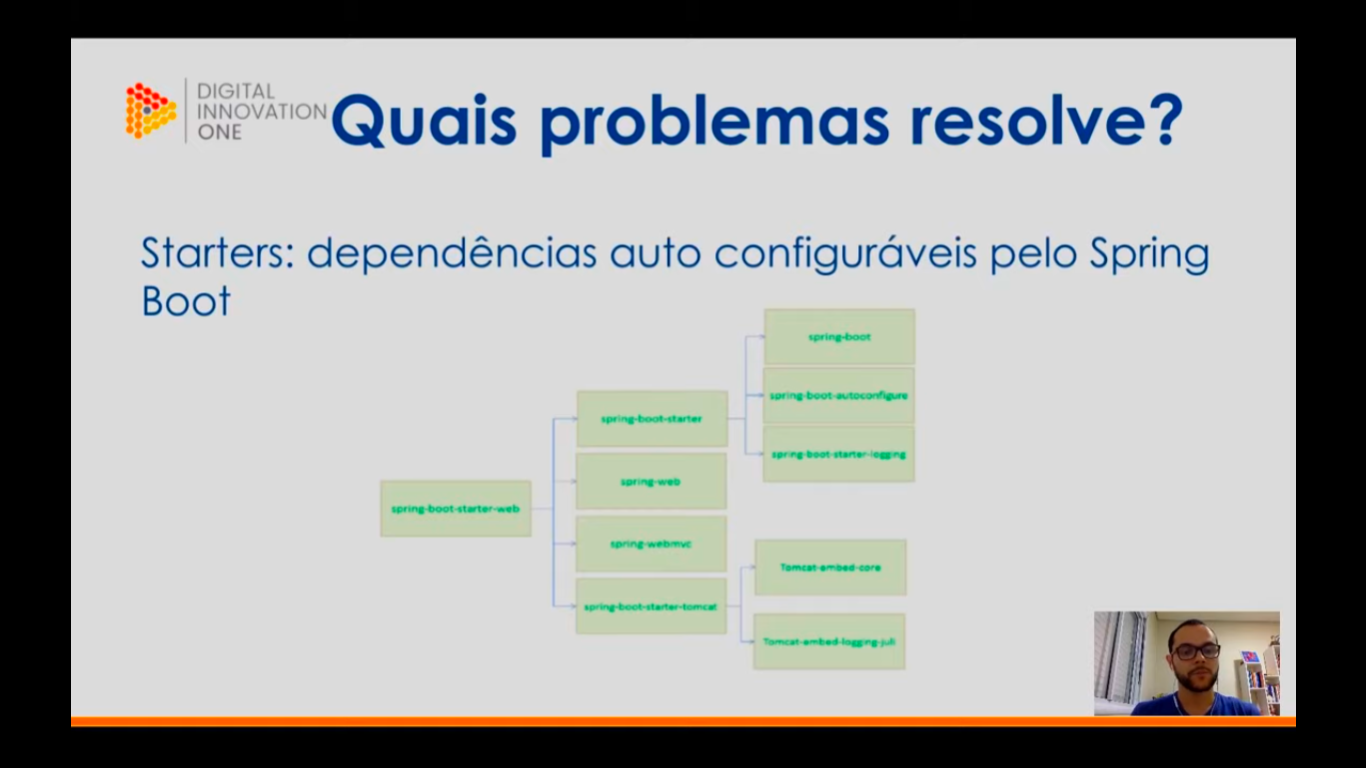 DIGITAL
INNOVATION
ONE
Quais problemas resolve?
Starters: dependências auto configuráveis pelo Spring
Boot
spring-boot
spring-boot-autoconfigure
spring-boot-starter-logging
spring-boot-starter
spring-web
spring-boot-starter-web
spring-webmvc
spring-boot-starter-tomcat
Tomcat-embed-core
Tomcat-embed-logging-juli